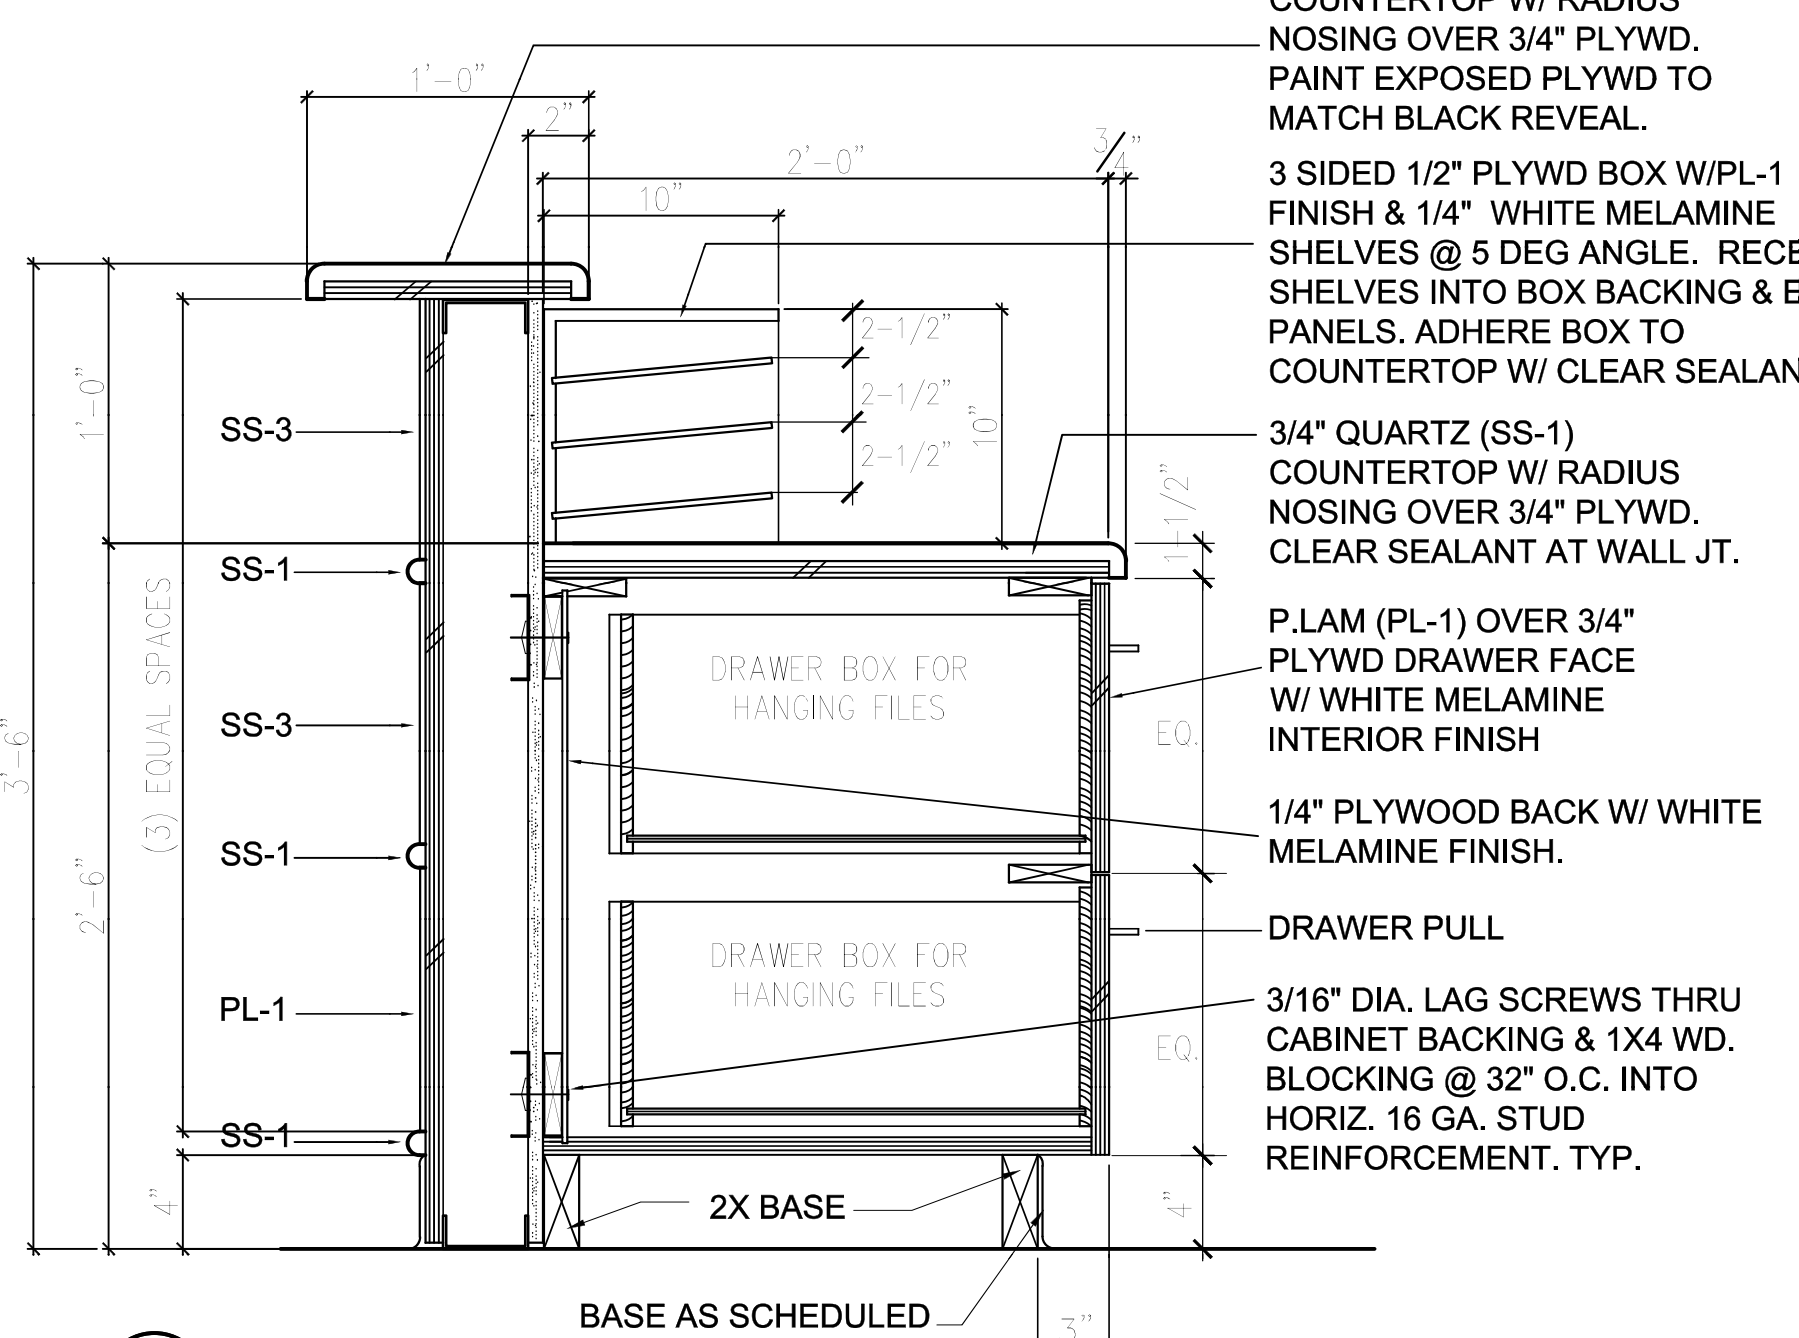 COUNTERTOP W/ RADIUS
NOSING OVER 3/4" PLYWD.
PAINT EXPOSED PLYWD TO
MATCH BLACK REVEAL.
3 SIDED 1/2" PLYWD BOX W/PL-1
FINISH & 1/4" WHITE MELAMINE
SHELVES @ 5 DEG ANGLE.
SHELVES INTO BOX BACKING &
PANELS. ADHERE BOX TO
COUNTERTOP W/ CLEAR SEALAN
3/4" QUARTZ (SS-1)
COUNTERTOP W/ RADIUS
NOSING OVER 3/4" PLYWD.
CLEAR SEALANT AT WALL JT.
P.LAM (PL-1) OVER 3/4"
PLYWD DRAWER FACE
W/ WHITE MELAMINE
INTERIOR FINISH
1/4" PLYWOOD BACK W/ WHITE
MELAMINE FINISH.
DRAWER PULL
3/16" DIA. LAG SCREWS THRU
CABINET BACKING & 1X4 WD.
BLOCKING @ 32" O.C. INTO
HORIZ. 16 GA. STUD
REINFORCEMENT. TYP.
1'-0"
2"
2'-0"
3/4"
10"
2-1/2"
2-1/2"
2-1/2"
10"
1-1/2"
EQ.
EQ.
4"
3"
3'-6"
1'-0"
2'-6"
(3) EQUAL SPACES
4"
SS-3
SS-1
SS-3
SS-1
PL-1
SS-1
DRAWER BOX FOR
HANGING FILES
DRAWER BOX FOR
HANGING FILES
2X BASE
BASE AS SCHEDULED